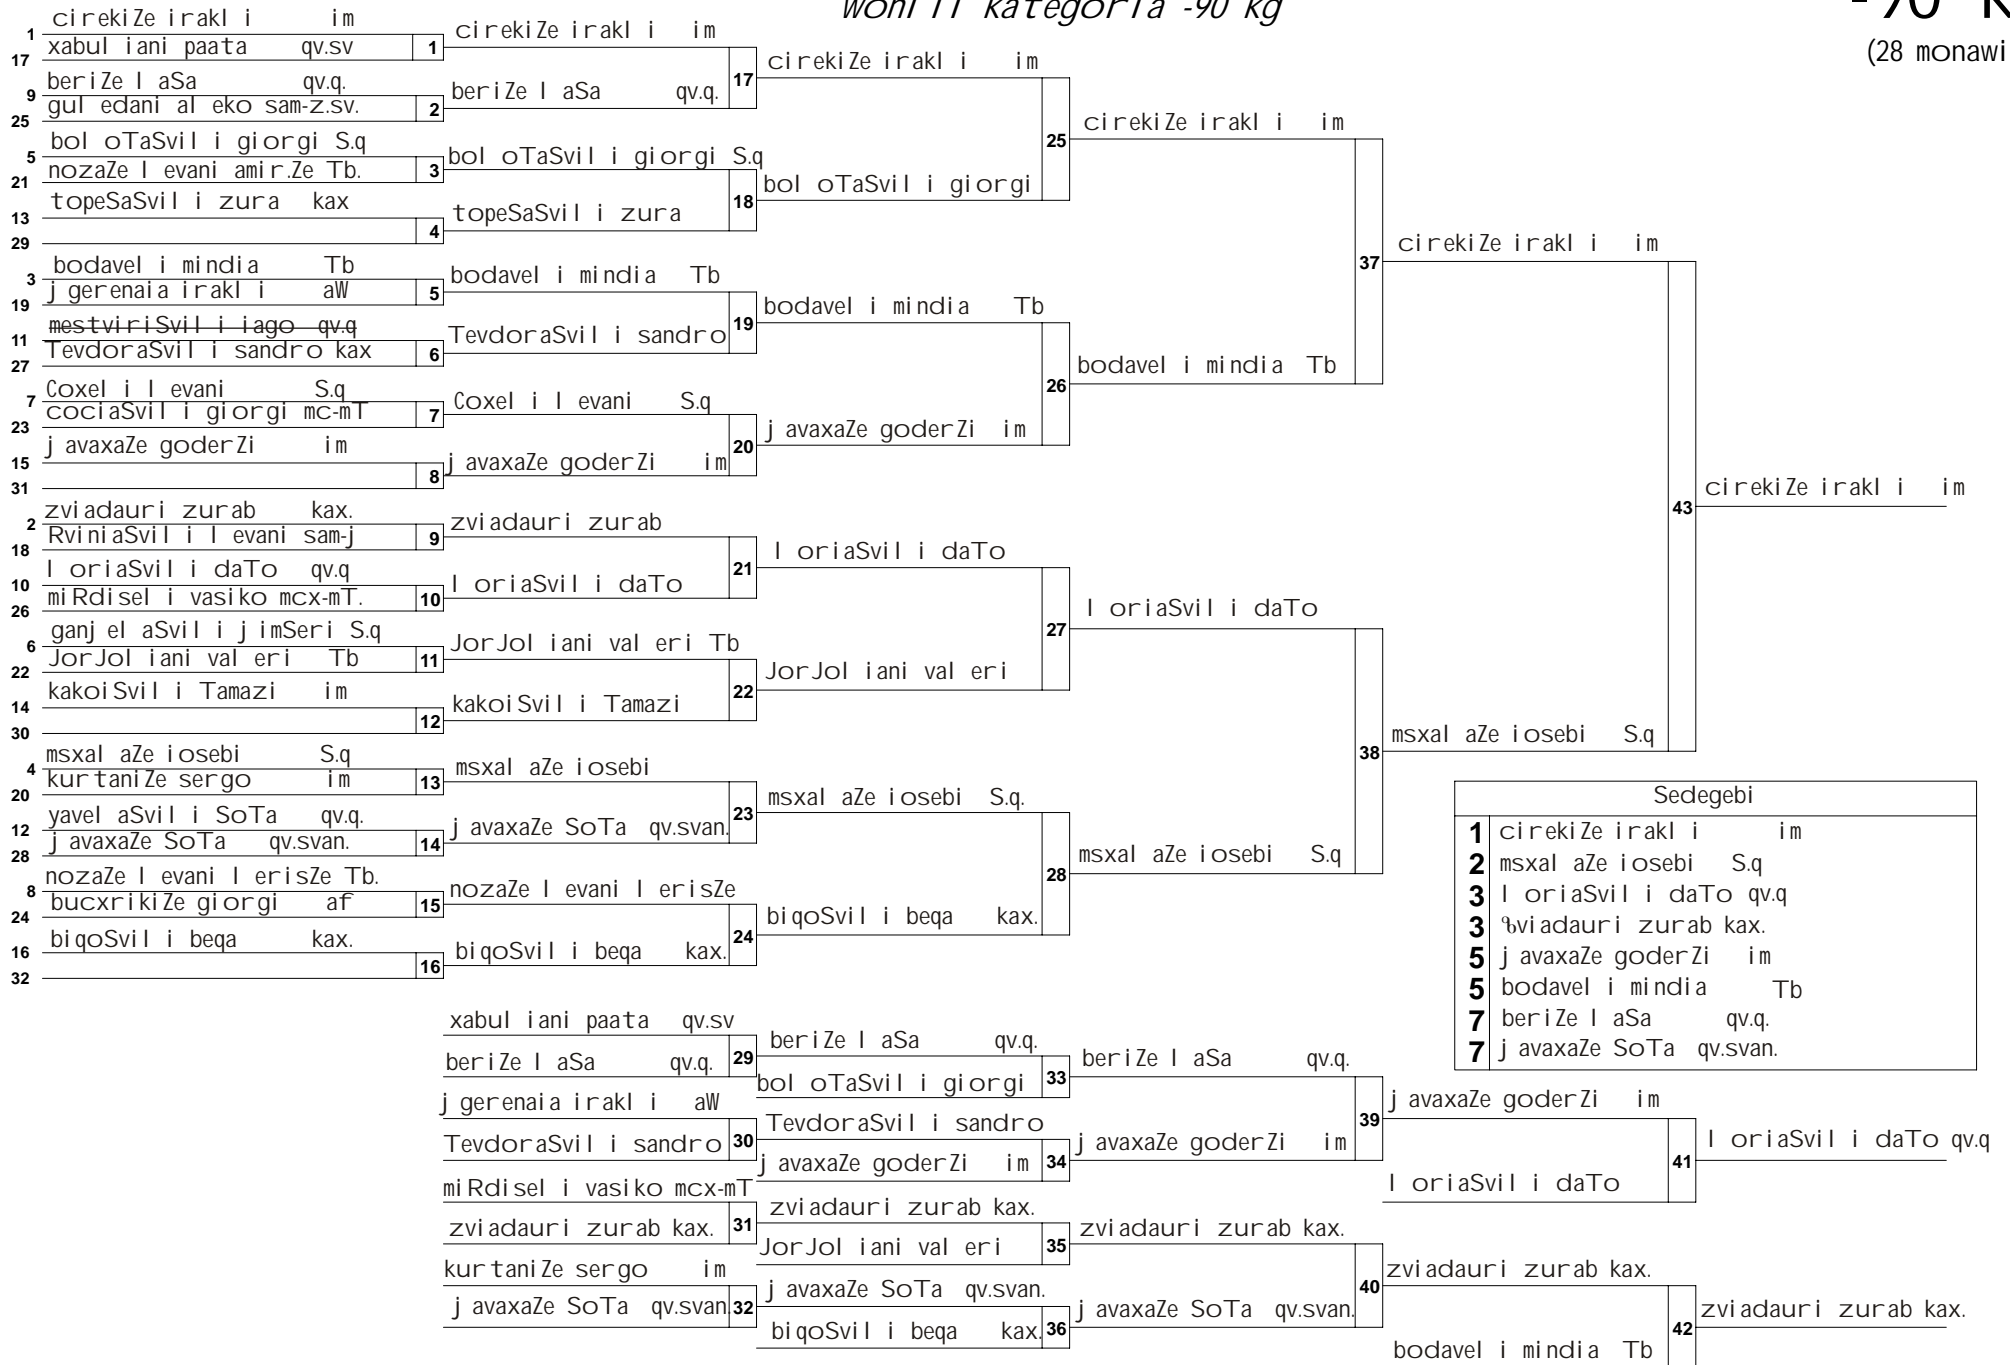 woniTi kategoria -90 kg
-90 K
(28 monawi
1 cirekiZe irakli im
17 xabuliani paata qv.sv 1
9 beriZe laSa qv.q.
25 guledani aleko sam-z.sv. 2
5 boloTaSvili giorgi S.q
21 nozaZe levani amir.Ze Tb. 3
13 topeSaSvili zura kax
29 4
3 bodaveli mindia Tb
19 jgerenaia irakli aW 5
11 mestviriSvili iago qv.q
27 TevdoraSvili sandro kax 6
7 Coxeli levani S.q
23 cociaSvili giorgi mc-mT 7
15 javaxaZe goderZi im
31 8
2 zviadauri zurab kax.
18 RviniaSvili levani sam-j 9
10 loriaSvili daTo qv.q
26 miRdiseli vasiko mcx-mT. 10
6 ganjelaSvili jimSeri S.q
22 JorJoliani valeri Tb 11
14 kakoiSvili Tamazi im
30 12
4 msxalaZe iosebi S.q
20 kurtaniZe sergo im 13
12 yavelaSvili SoTa qv.q.
28 javaxaZe SoTa qv.svan. 14
8 nozaZe levani lerisZe Tb.
24 bucxrikiZe giorgi af 15
16 biqoSvili beqa kax.
32 16
cirekiZe irakli im
beriZe laSa qv.q. 17
boloTaSvili giorgi S.q
topeSaSvili zura 18
bodaveli mindia Tb
TevdoraSvili sandro 19
Coxeli levani S.q
javaxaZe goderZi im 20
zviadauri zurab
loriaSvili daTo 21
JorJoliani valeri Tb
kakoiSvili Tamazi 22
msxalaZe iosebi
javaxaZe SoTa qv.svan. 23
nozaZe levani lerisZe
biqoSvili beqa kax. 24
cirekiZe irakli im
boloTaSvili giorgi 25
bodaveli mindia Tb
javaxaZe goderZi im 26
loriaSvili daTo
JorJoliani valeri 27
msxalaZe iosebi S.q.
biqoSvili beqa kax. 28
cirekiZe irakli im
bodaveli mindia Tb 37
loriaSvili daTo
msxalaZe iosebi S.q 38
cirekiZe irakli im
msxalaZe iosebi S.q 43
cirekiZe irakli im
Sedegebi
1 cirekiZe irakli im
2 msxalaZe iosebi S.q
3 loriaSvili daTo qv.q
3 zviadauri zurab kax.
5 javaxaZe goderZi im
5 bodaveli mindia Tb
7 beriZe laSa qv.q.
7 javaxaZe SoTa qv.svan.
xabuliani paata qv.sv
beriZe laSa qv.q. 29
jgerenaia irakli aW
TevdoraSvili sandro 30
miRdiseli vasiko mcx-mT
zviadauri zurab kax. 31
kurtaniZe sergo im
javaxaZe SoTa qv.svan. 32
beriZe laSa qv.q.
boloTaSvili giorgi 33
TevdoraSvili sandro
javaxaZe goderZi im 34
zviadauri zurab kax.
JorJoliani valeri 35
javaxaZe SoTa qv.svan.
biqoSvili beqa kax. 36
beriZe laSa qv.q.
javaxaZe goderZi im 39
zviadauri zurab kax.
javaxaZe SoTa qv.svan. 40
javaxaZe goderZi im
loriaSvili daTo 41
zviadauri zurab kax.
bodaveli mindia Tb 42
loriaSvili daTo qv.q
zviadauri zurab kax.